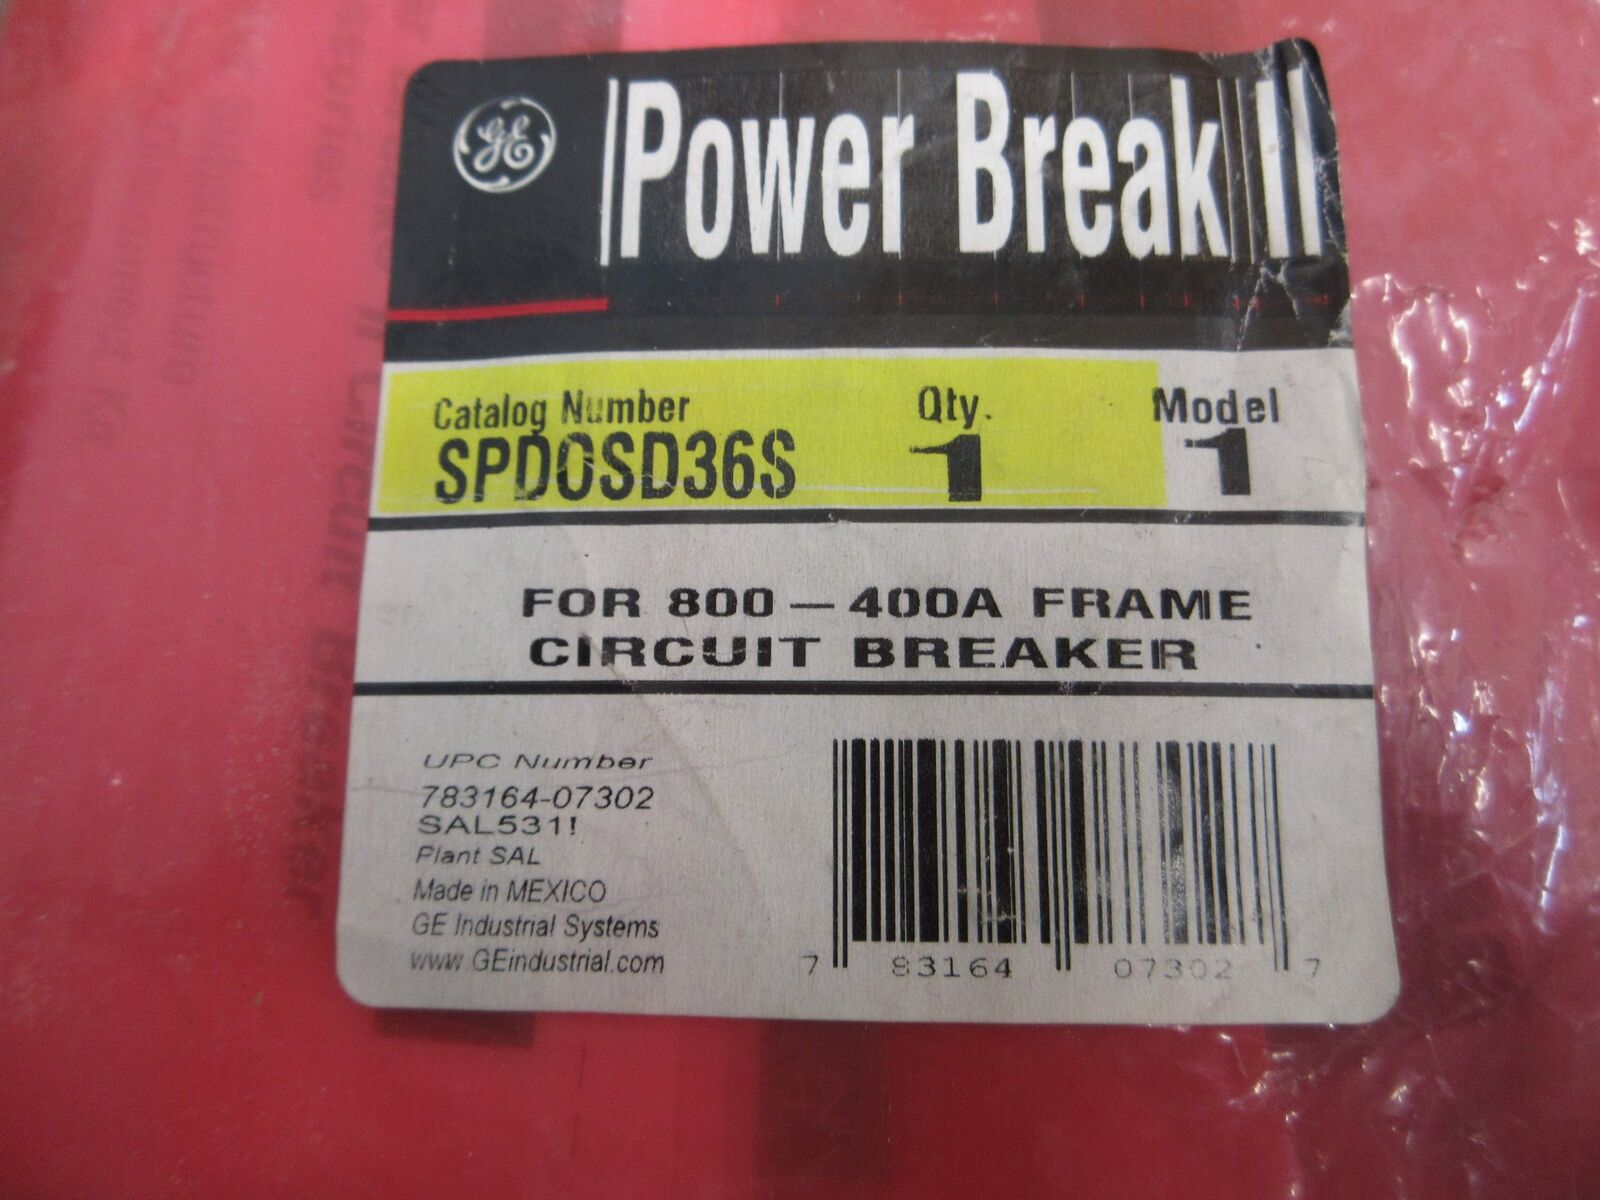 GE
Power Break II
Catalog Number Qty. Model
SPDOSD36S 1 1
FOR 800 — 400A FRAME
CIRCUIT BREAKER
UPC Number
783164-07302
SAL531!
Plant SAL
Made in MEXICO
GE Industrial Systems
www.GEindustrial.com
7 83164 07302 7